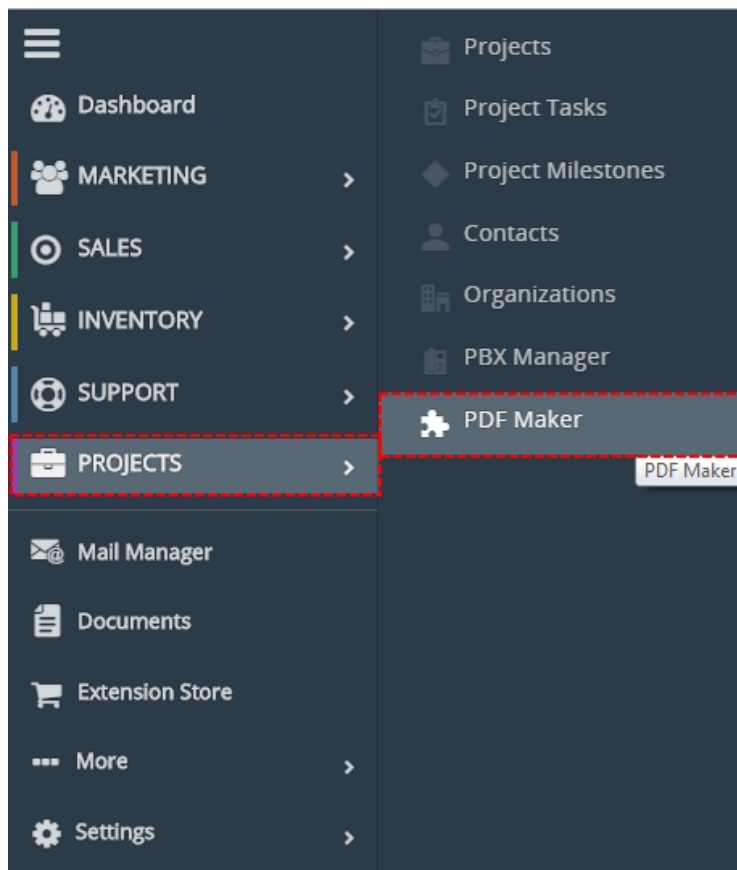 Dashboard
MARKETING
SALES
INVENTORY
SUPPORT
PROJECTS
Mail Manager
Documents
Extension Store
More
Settings
Projects
Project Tasks
Project Milestones
Contacts
Organizations
PBX Manager
PDF Maker
PDF Maker